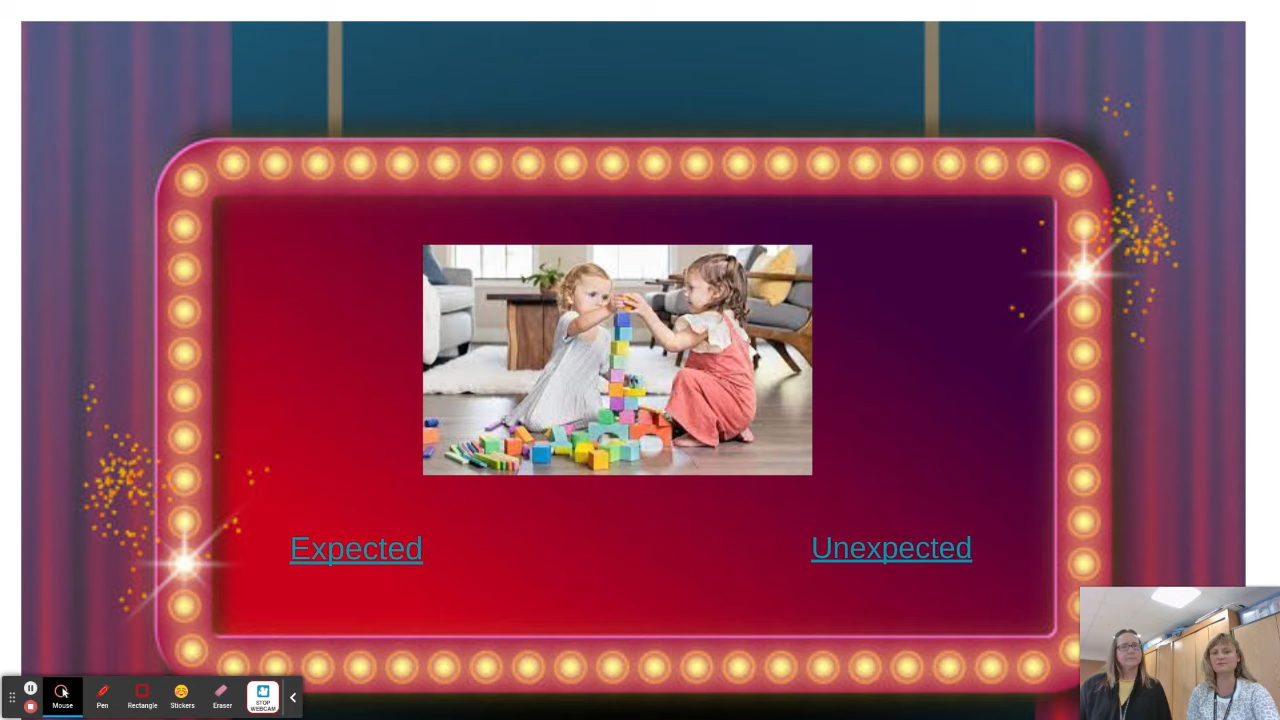 Expected
Unexpected
Mouse
Pen
Rectangle
Stickers
Eraser
STOP
WEBCAM